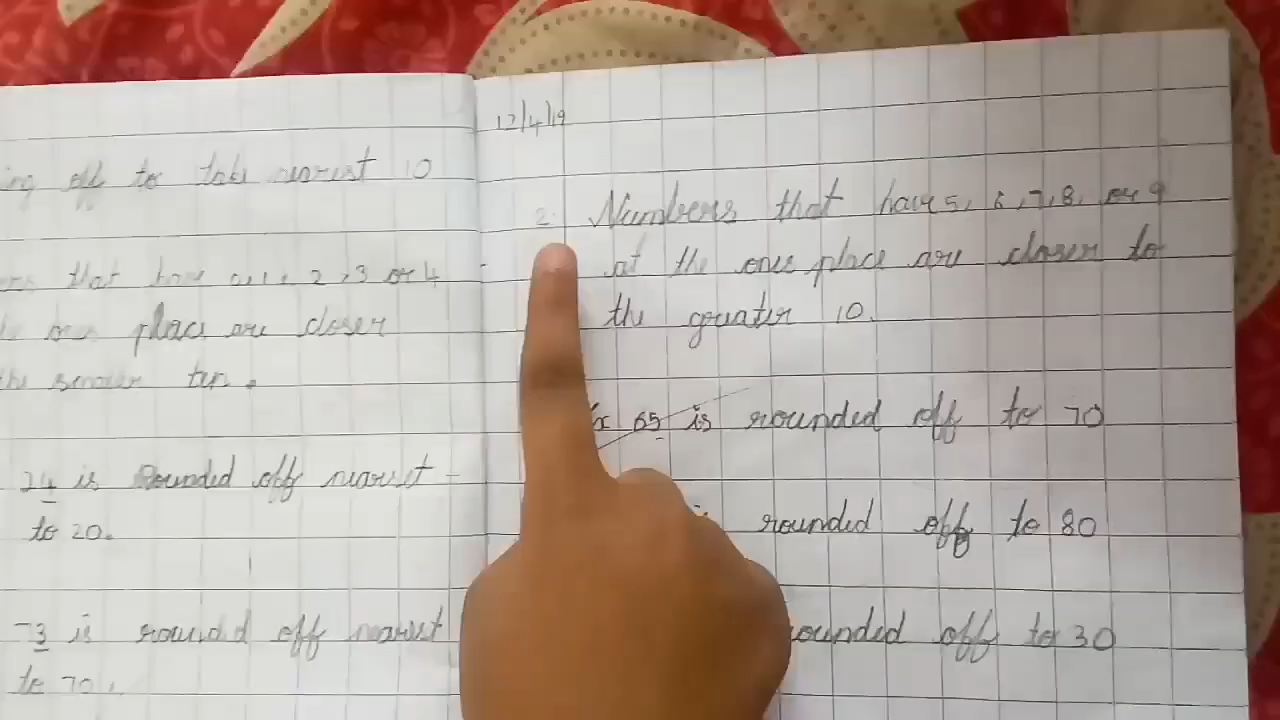 ing off to take nearest 10
that have 0,1, 2,3 or 4
place are closer
the smaller ten.
24 is Rounded off nearest -
to 20.
73 is round d off nearest
to 70.
12/4/19
2. Numbers that have 5, 6,7,8, or 9
at the ones place are closer to
the greater 10.
65 is rounded off to 70
rounded off to 80
rounded off to 30